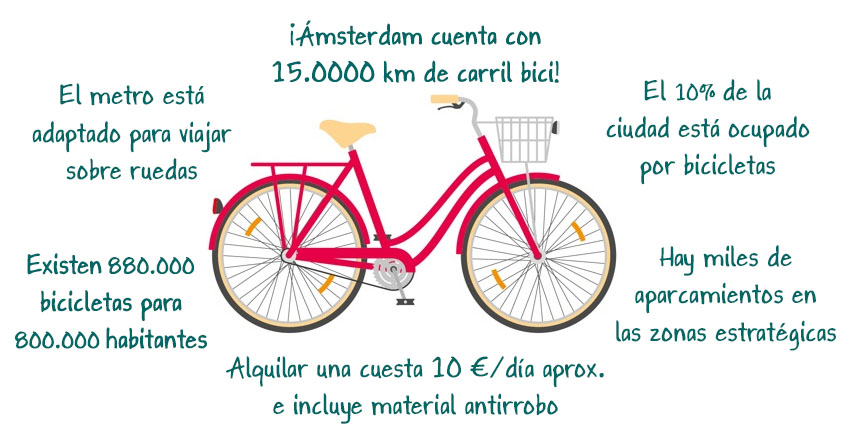 ¡Ámsterdam cuenta con
15.0000 km de carril bici!
El metro está
adaptado para viajar
sobre ruedas
El 10% de la
ciudad está ocupado
por bicicletas
Existen 880.000
bicicletas para
800.000 habitantes
Hay miles de
aparcamientos en
las zonas estratégicas
Alquilar una cuesta 10 €/día aprox.
e incluye material antirrobo